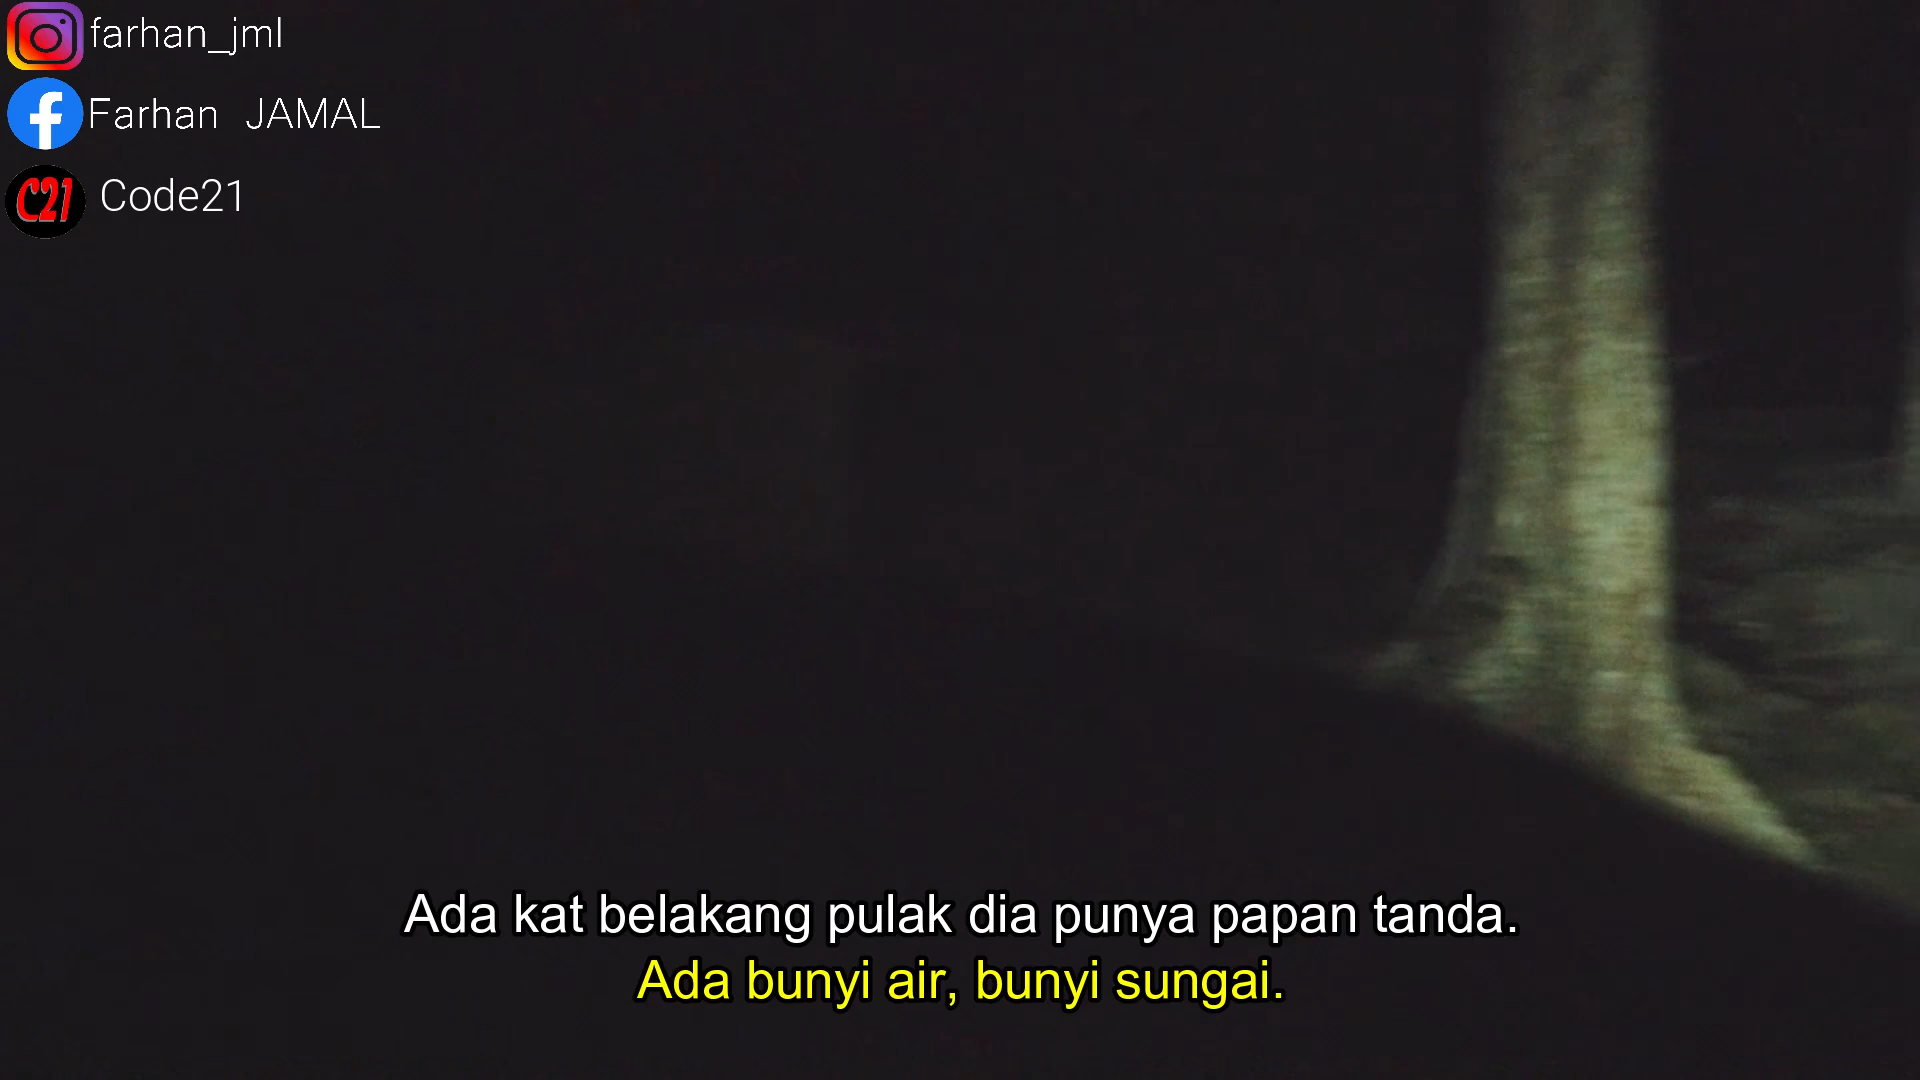 farhan_jml
Farhan JAMAL
C21 Code21
Ada kat belakang pulak dia punya papan tanda.
Ada bunyi air, bunyi sungai.